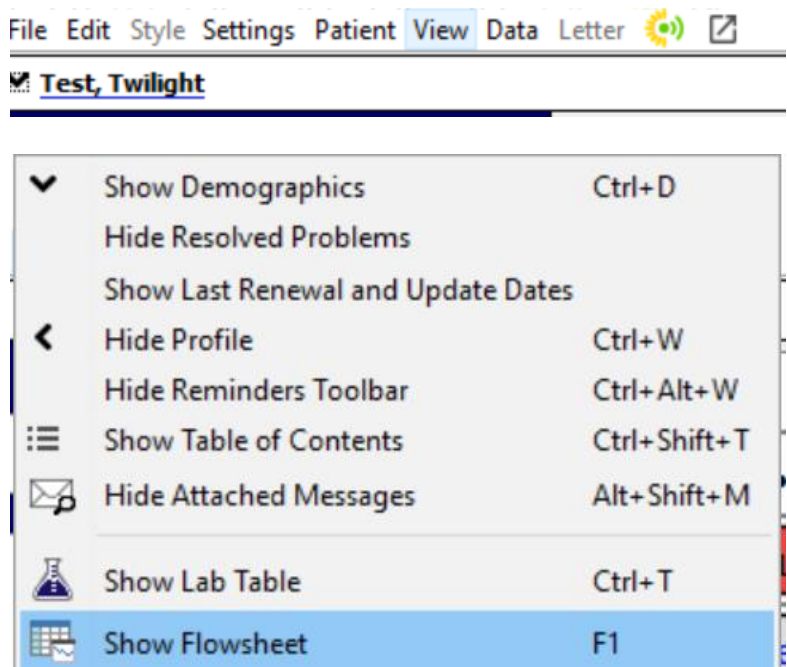 File Edit Style Settings Patient View Data Letter
Test, Twilight
Show Demographics Ctrl+D
Hide Resolved Problems
Show Last Renewal and Update Dates
Hide Profile Ctrl+W
Hide Reminders Toolbar Ctrl+Alt+W
Show Table of Contents Ctrl+Shift+T
Hide Attached Messages Alt+Shift+M
Show Lab Table Ctrl+T
Show Flowsheet F1